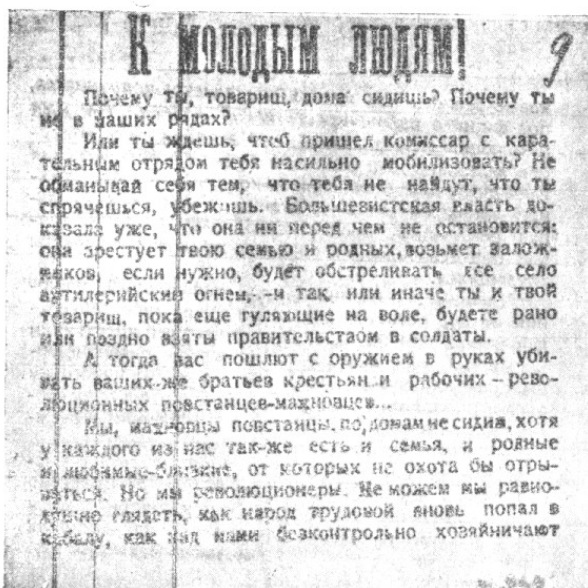 К МОЛОДЫМ ЛЮДЯМ!
9
Почему ты, товарищ, дома сидишь? Почему ты
не в наших рядах?
Или ты ждешь, чтоб пришел комиссар с кара-
тельным отрядом тебя насильно мобилизовать? Не
обманывай себя тем, что тебя не найдут, что ты
спрячешься, убежишь. Большевистская власть до-
казала уже, что она ни перед чем не остановится:
она арестует твою семью и родных, возьмет залож-
ников, если нужно, будет обстреливать все село
артилерийским огнем, -и так или иначе ты и твой
товарищ, пока еще гуляющие на воле, будете рано
или поздно взяты правительством в солдаты.
А тогда вас пошлют с оружием в руках уби-
вать ваших-же братьев крестьян и рабочих – рево-
люционных повстанцев-махновцев...
Мы, махновцы повстанцы, по домам не сидим, хотя
у каждого из нас так-же есть и семья, и родные
и любимые-близкие, от которых не охота бы отры-
ваться. Но мы революционеры. Не можем мы равно-
душно глядеть, как народ трудовой вновь попал в
кабалу, как над нами безконтрольно хозяйничают